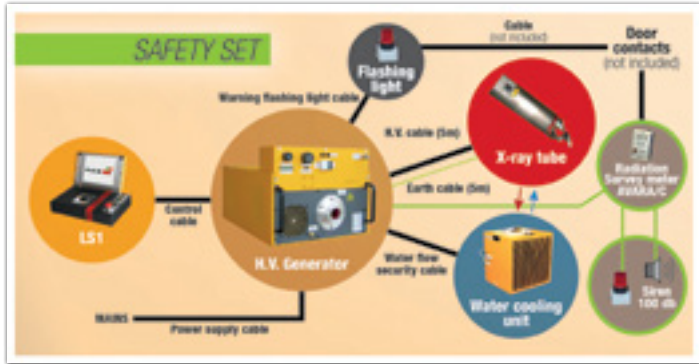 SAFETY SET
Cable
(not included)
Door
contacts
(not included)
Flashing
light
Warning flashing light cable
H.V. cable (5m)
X-ray tube
Radiation
Survey meter
AVARA/C
Earth cable (5m)
LS1
Control
cable
H.V. Generator
Water flow
security cable
Water cooling
unit
Siren
100 db
MAINS
Power supply cable